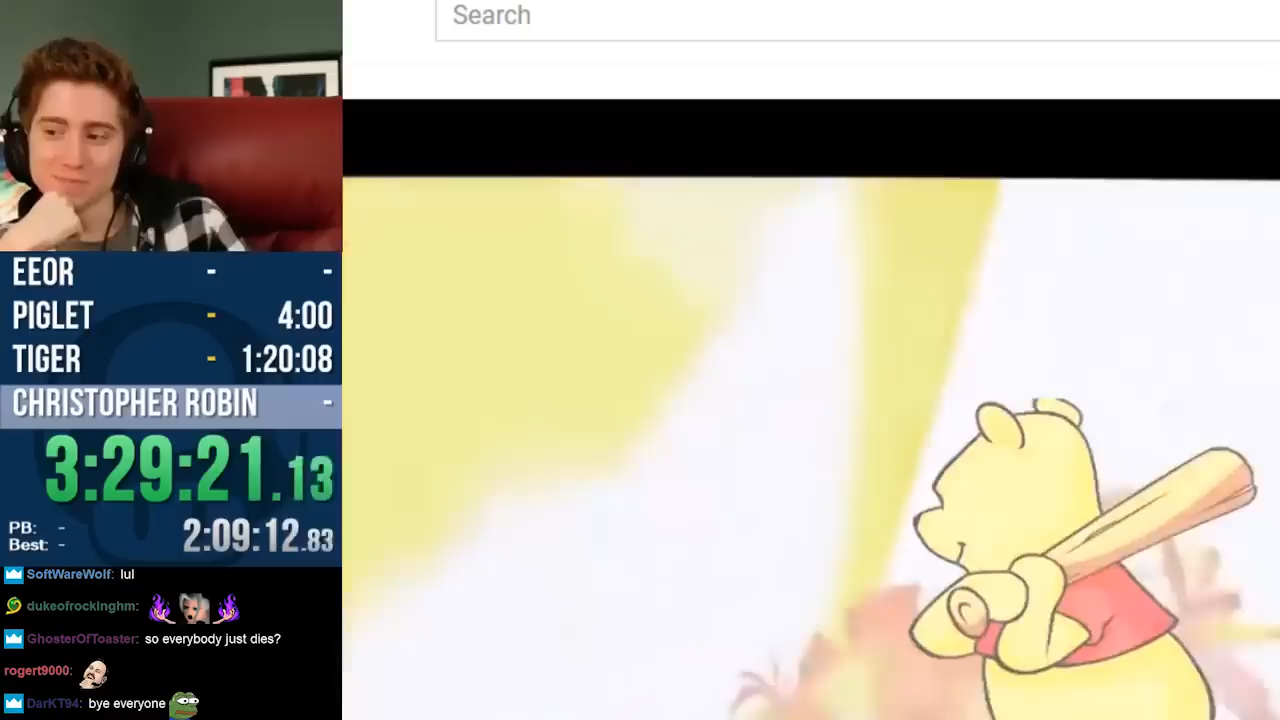 Search
EEOR - -
PIGLET - 4:00
TIGER - 1:20:08
CHRISTOPHER ROBIN -
3:29:21.13
PB: -
Best: -
2:09:12.83
SoftWareWolf: lul
dukeofrockinghm:
GhosterOfToaster: so everybody just dies?
rogert9000:
DarKT94: bye everyone